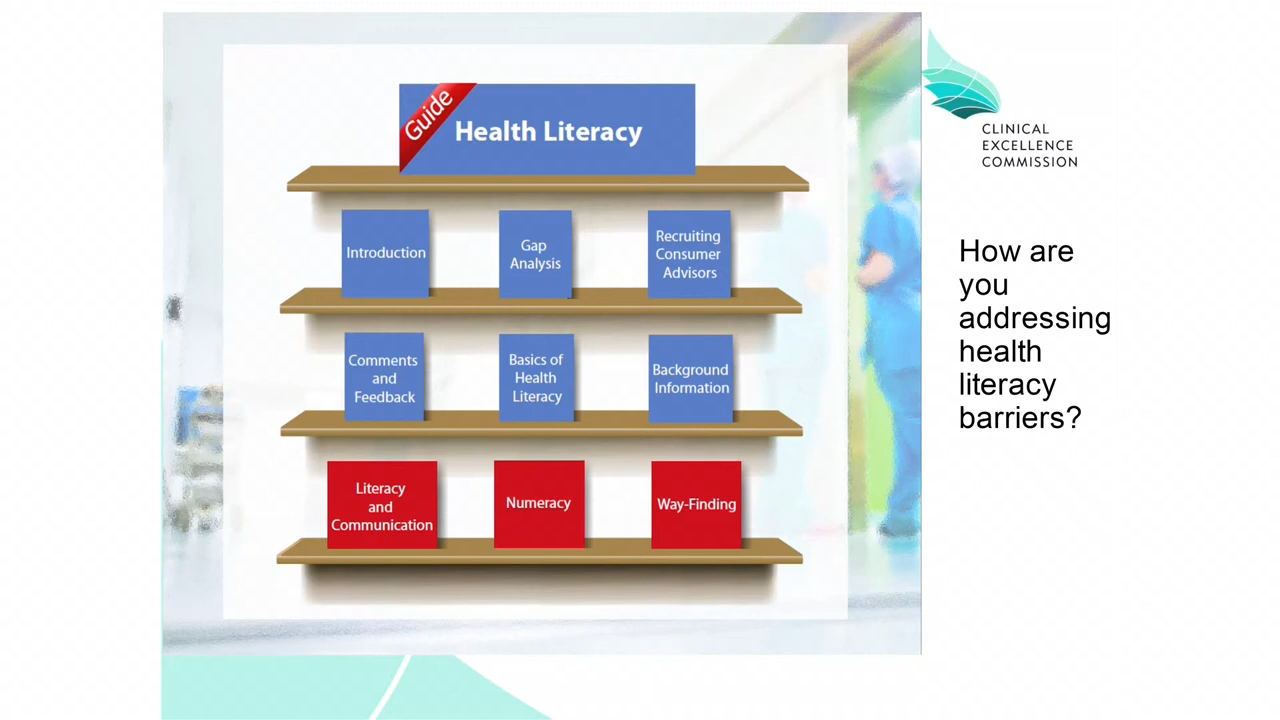 Guide
Health Literacy
Introduction
Gap
Analysis
Recruiting
Consumer
Advisors
Comments
and
Feedback
Basics of
Health
Literacy
Background
Information
Literacy
and
Communication
Numeracy
Way-Finding
CLINICAL
EXCELLENCE
COMMISSION
How are
you
addressing
health
literacy
barriers?